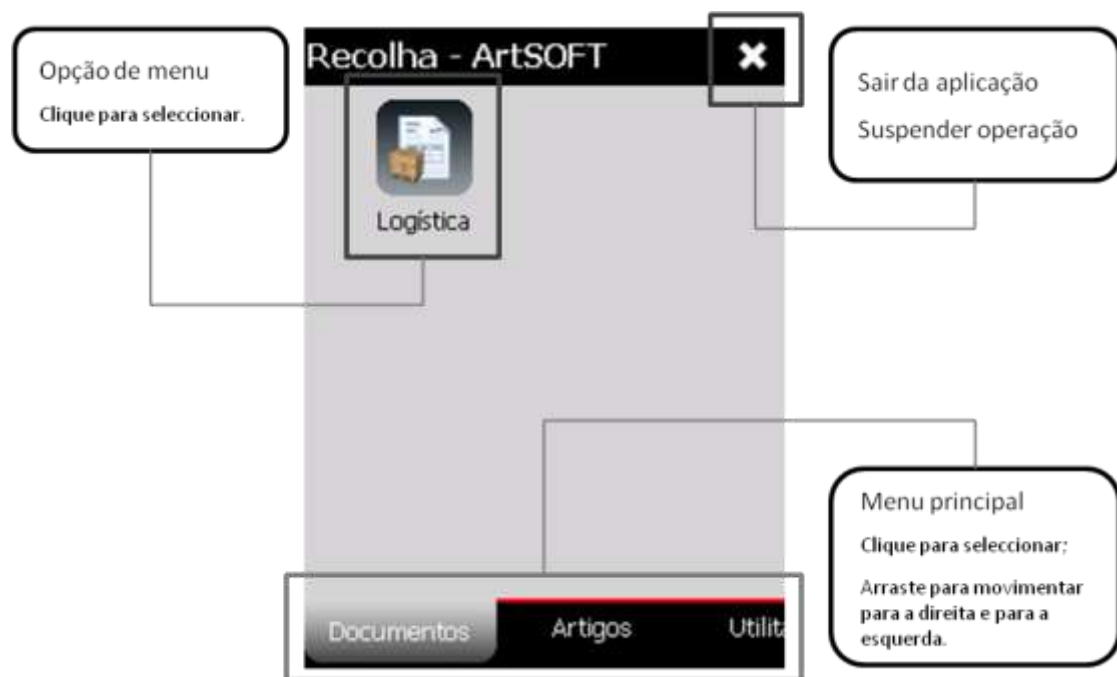 Opção de menu
Clique para seleccionar.
Recolha - ArtSOFT
Sair da aplicação
Suspender operação
Logística
Menu principal
Clique para seleccionar;
Arraste para movimentar
para a direita e para a
esquerda.
Documentos
Artigos
Utilita